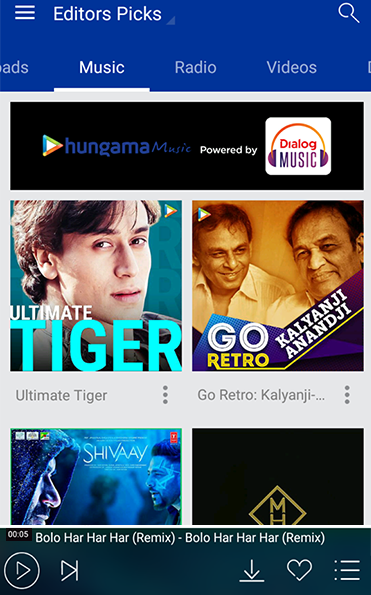 Editors Picks
oads Music Radio Videos
hungama Music Powered by Dialog MUSIC
ULTIMATE
TIGER
GO
RETRO
KALYANJI
ANANDJI
Ultimate Tiger
Go Retro: Kalyanji-...
SHIVAAY
M
H
00:05 Bolo Har Har Har (Remix) - Bolo Har Har Har (Remix)